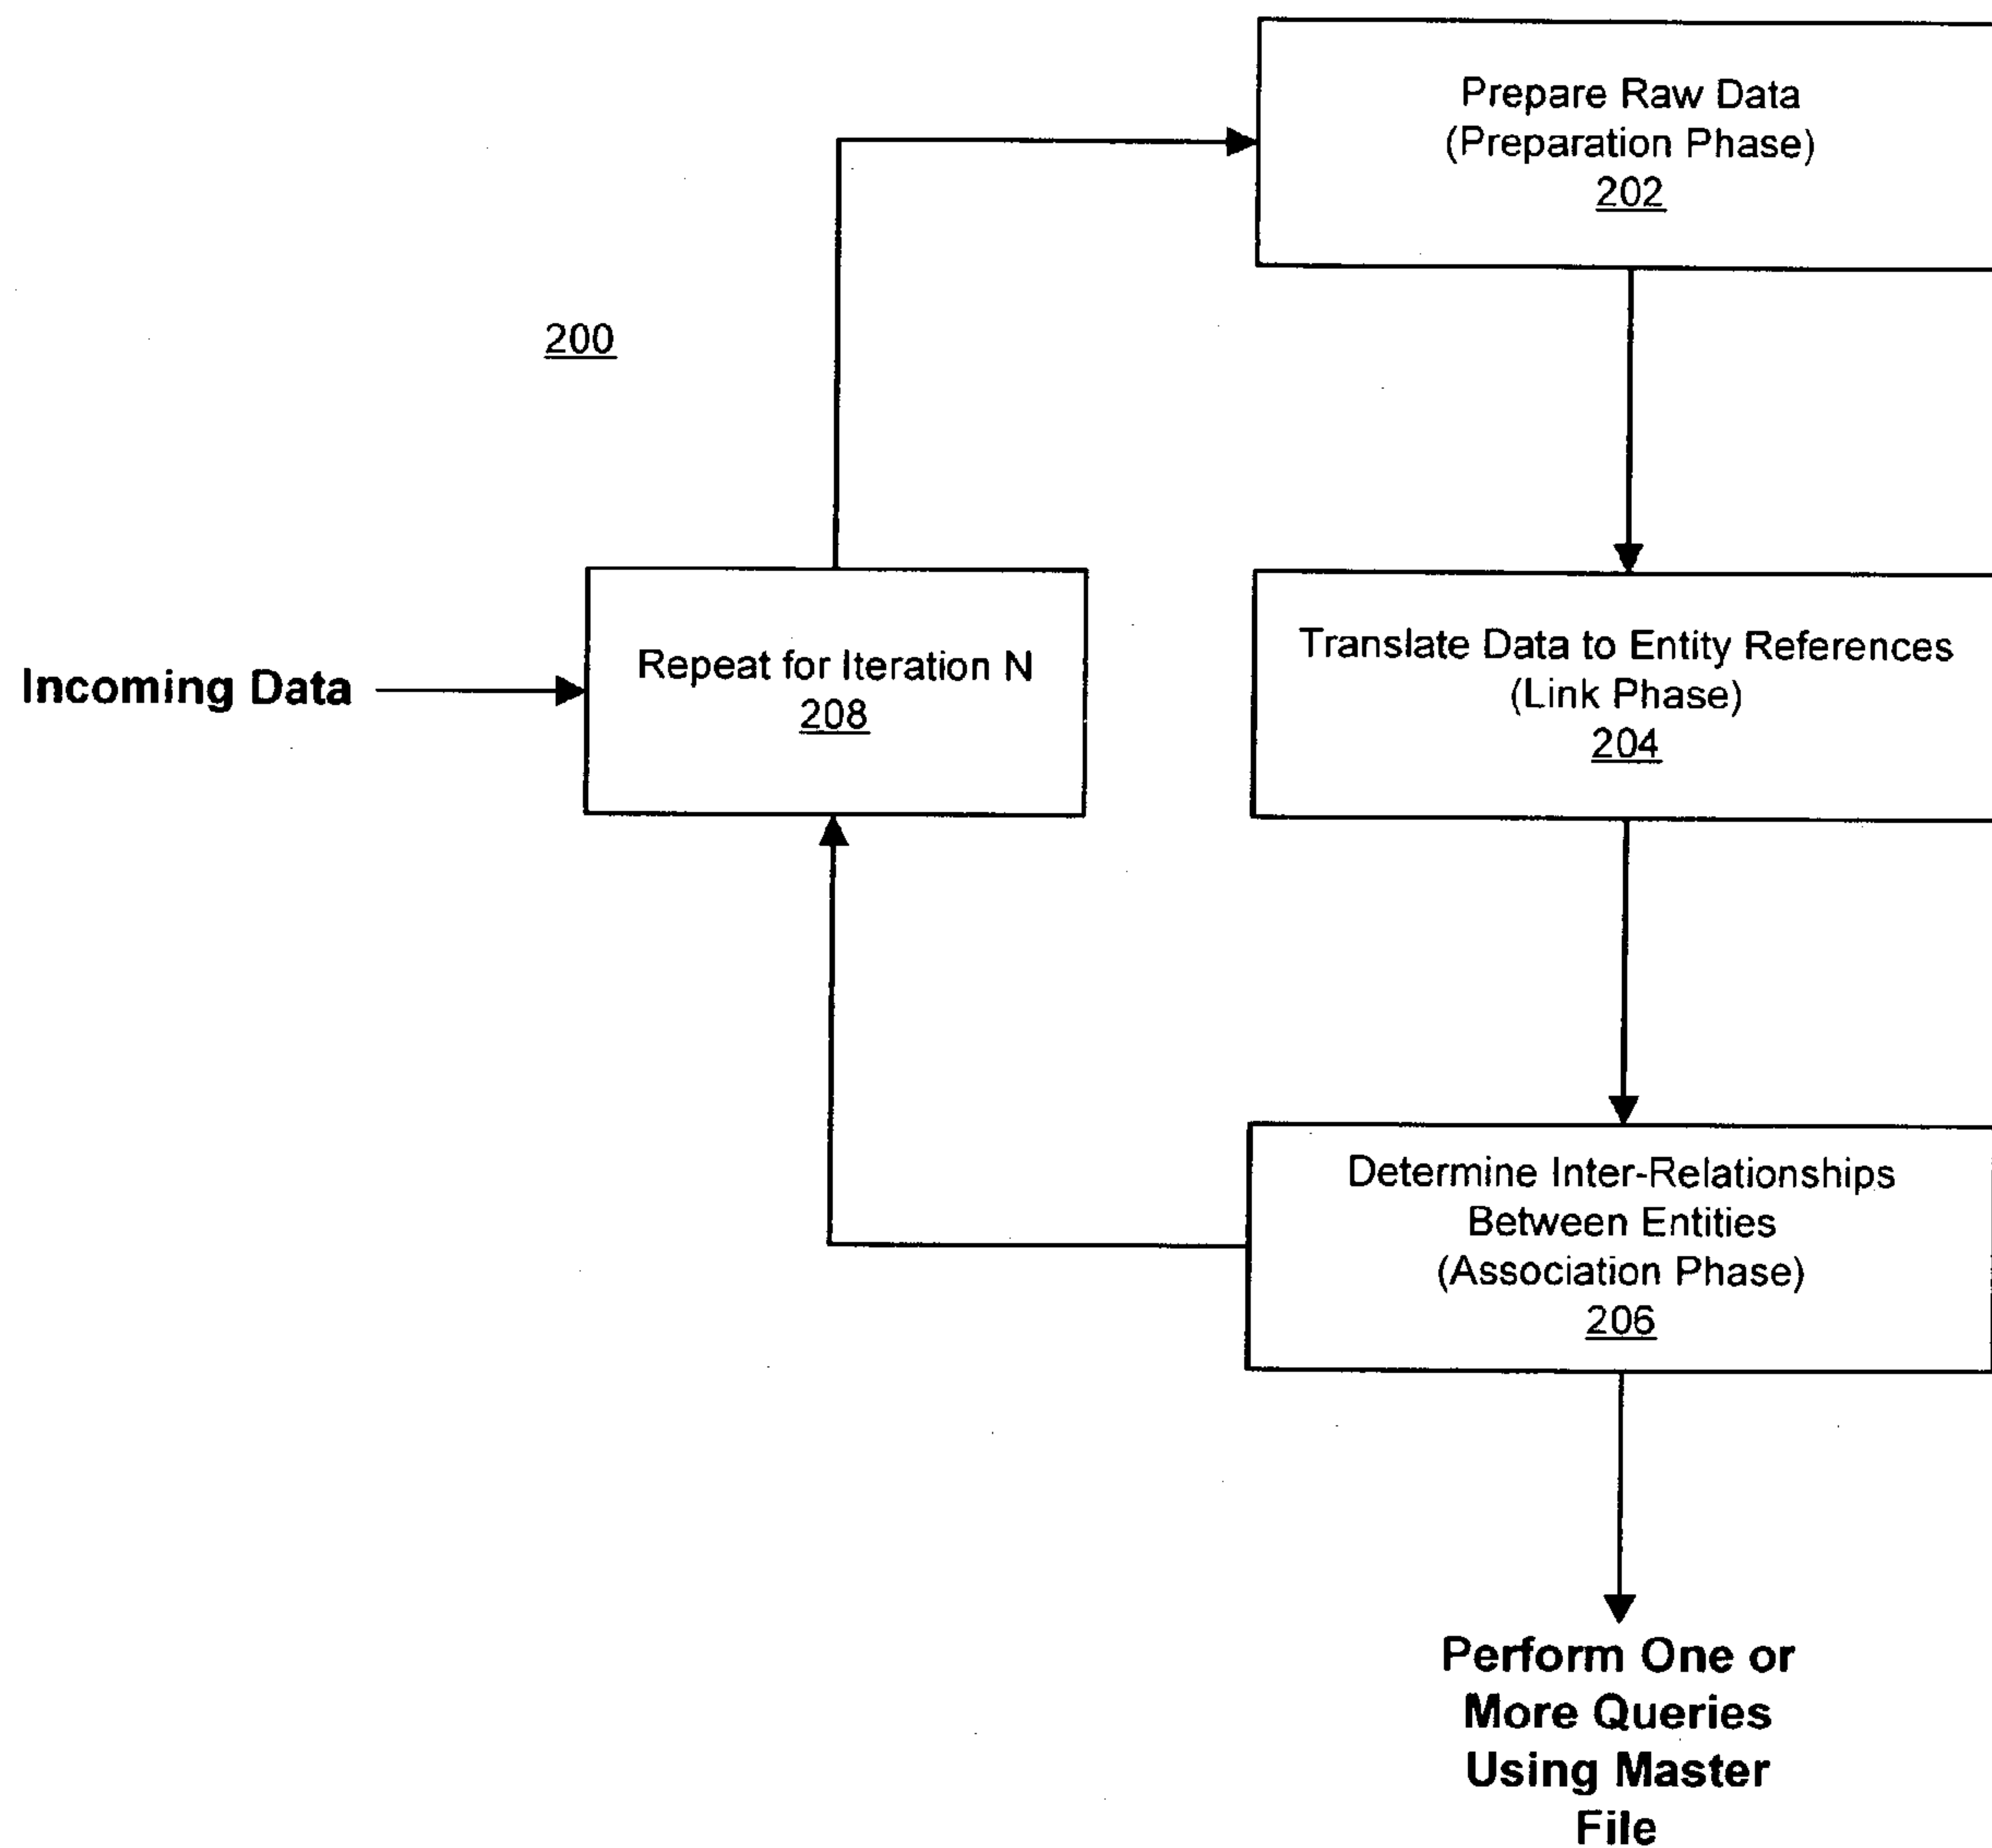 Prepare Raw Data
(Preparation Phase)
202
200
Incoming Data
Repeat for Iteration N
208
Translate Data to Entity References
(Link Phase)
204
Determine Inter-Relationships
Between Entities
(Association Phase)
206
Perform One or
More Queries
Using Master
File